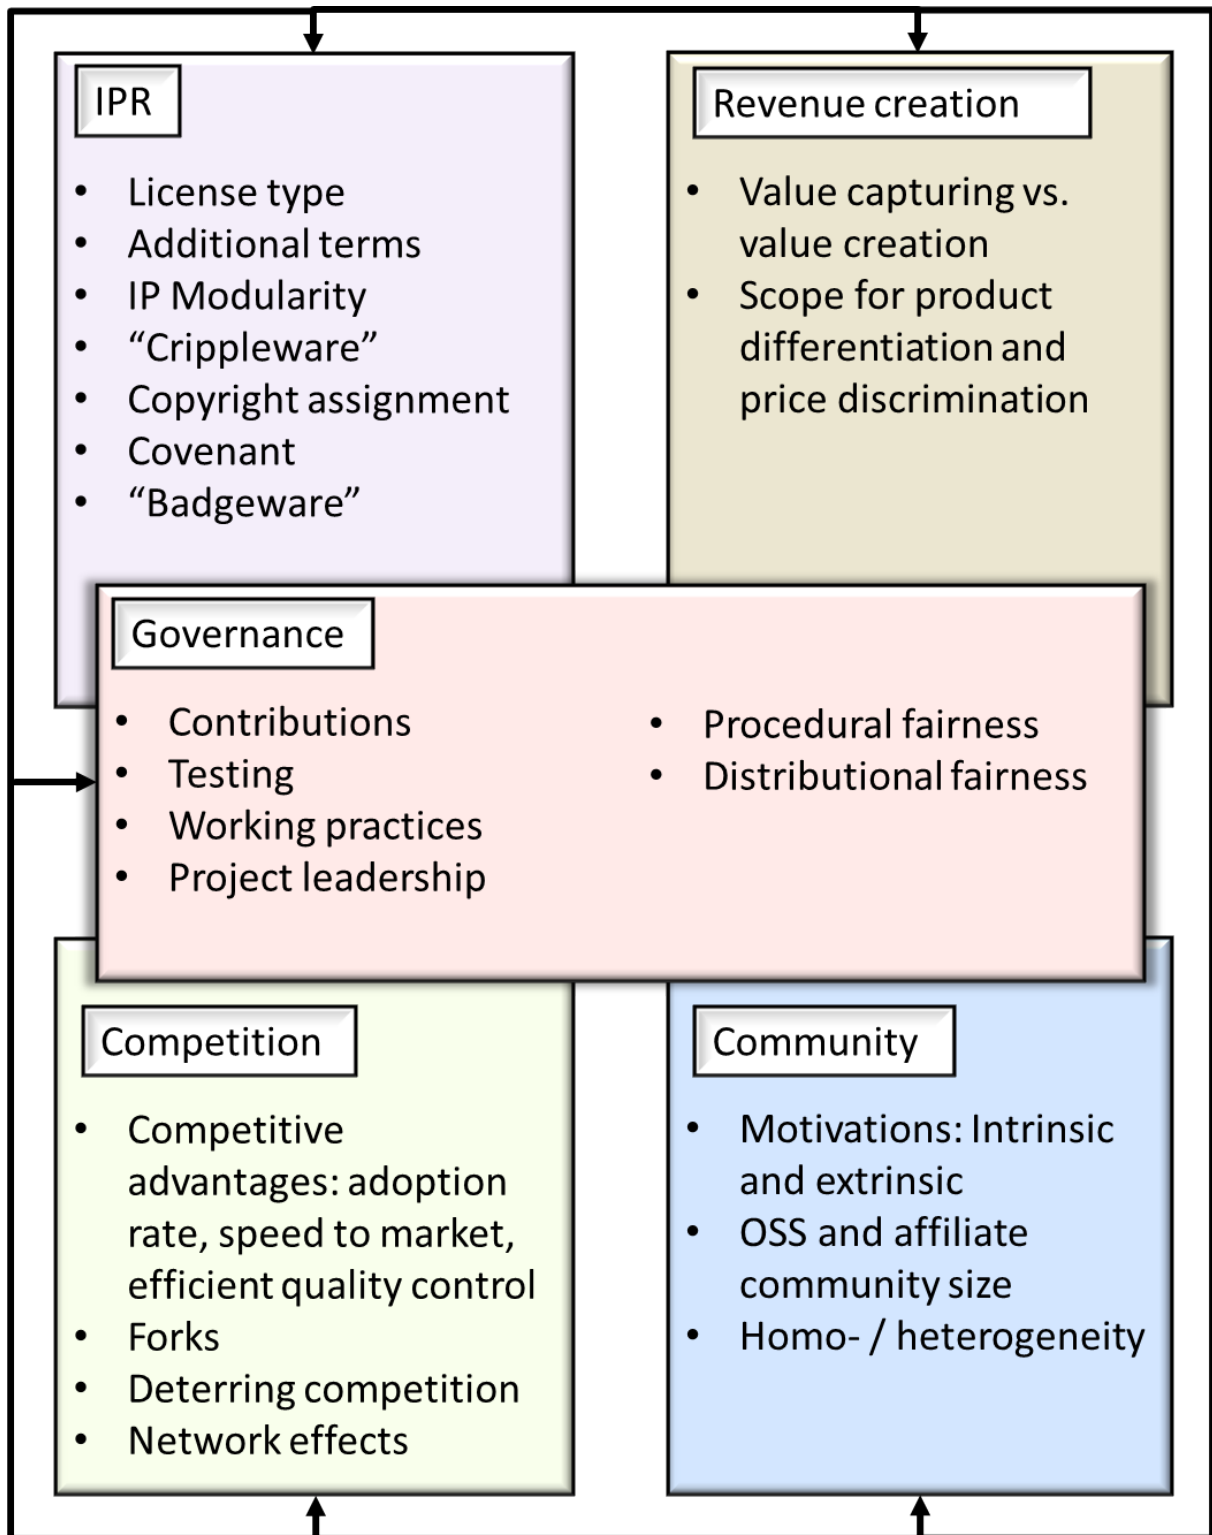 IPR
• License type
• Additional terms
• IP Modularity
• “Crippleware”
• Copyright assignment
• Covenant
• “Badgeware”
Revenue creation
• Value capturing vs.
value creation
• Scope for product
differentiation and
price discrimination
Governance
• Contributions
• Testing
• Working practices
• Project leadership
• Procedural fairness
• Distributional fairness
Competition
• Competitive
advantages: adoption
rate, speed to market,
efficient quality control
• Forks
• Deterring competition
• Network effects
Community
• Motivations: Intrinsic
and extrinsic
• OSS and affiliate
community size
• Homo- / heterogeneity